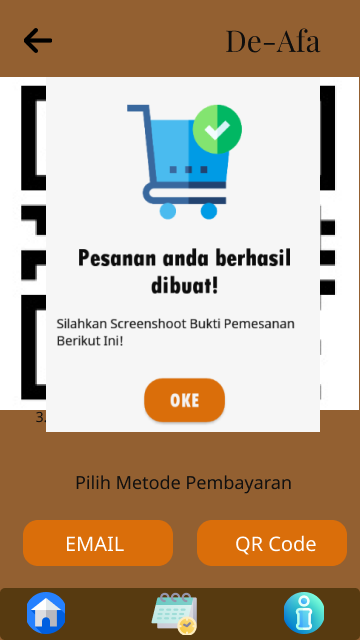 De-Afa
Pesanan anda berhasil
dibuat!
Silahkan Screenshoot Bukti Pemesanan
Berikut Ini!
OKE
3.
Pilih Metode Pembayaran
EMAIL
QR Code